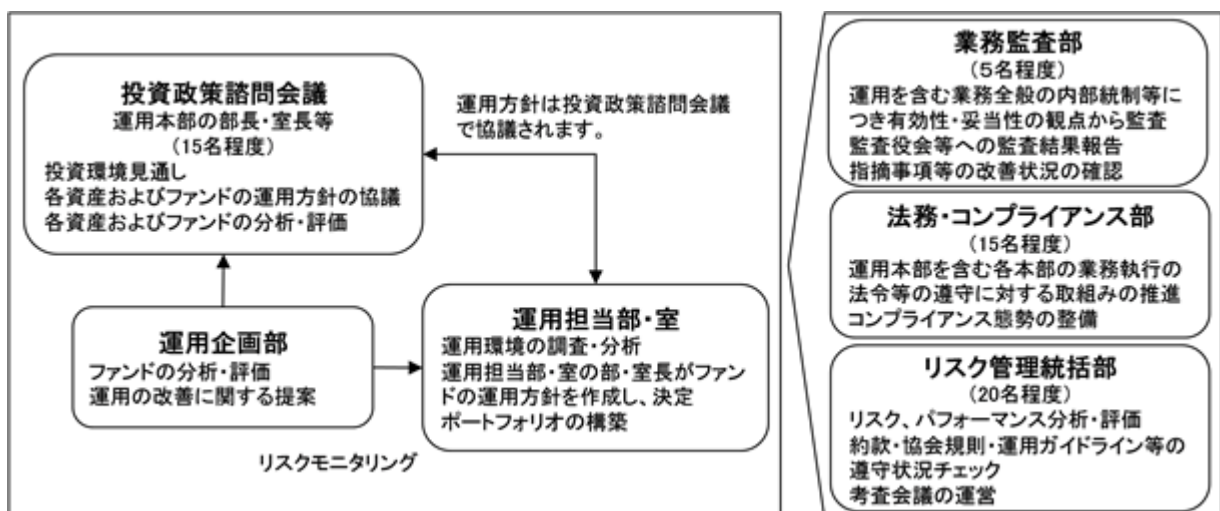 投資政策諮問会議
運用本部の部長・室長等
(15名程度)
投資環境見通し
各資産およびファンドの運用方針の協議
各資産およびファンドの分析・評価
運用方針は投資政策諮問会議
で協議されます。
運用企画部
ファンドの分析・評価
運用の改善に関する提案
運用担当部・室
運用環境の調査・分析
運用担当部・室の部・室長がファン
ドの運用方針を作成し、決定
ポートフォリオの構築
リスクモニタリング
業務監査部
(5名程度)
運用を含む業務全般の内部統制等に
つき有効性・妥当性の観点から監査
監査役会等への監査結果報告
指摘事項等の改善状況の確認
法務・コンプライアンス部
(15名程度)
運用本部を含む各本部の業務執行の
法令等の遵守に対する取組みの推進
コンプライアンス態勢の整備
リスク管理統括部
(20名程度)
リスク、パフォーマンス分析・評価
約款・協会規則・運用ガイドライン等の
遵守状況チェック
考査会議の運営